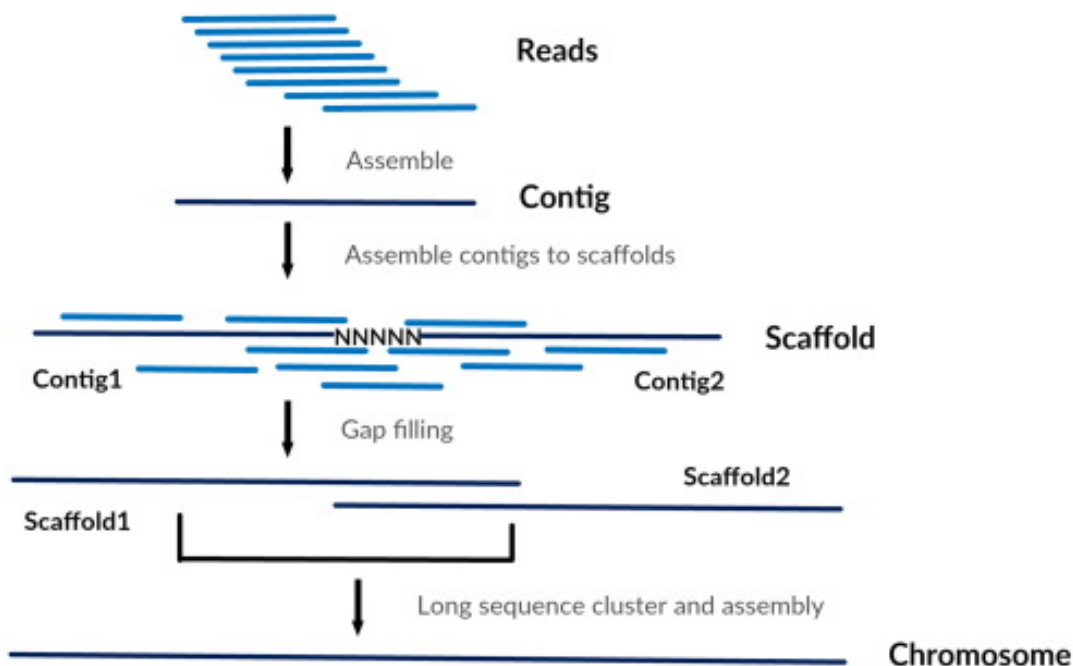 Reads
Assemble
Contig
Assemble contigs to scaffolds
NNNNN
Scaffold
Contig1
Contig2
Gap filling
Scaffold2
Scaffold1
Long sequence cluster and assembly
Chromosome